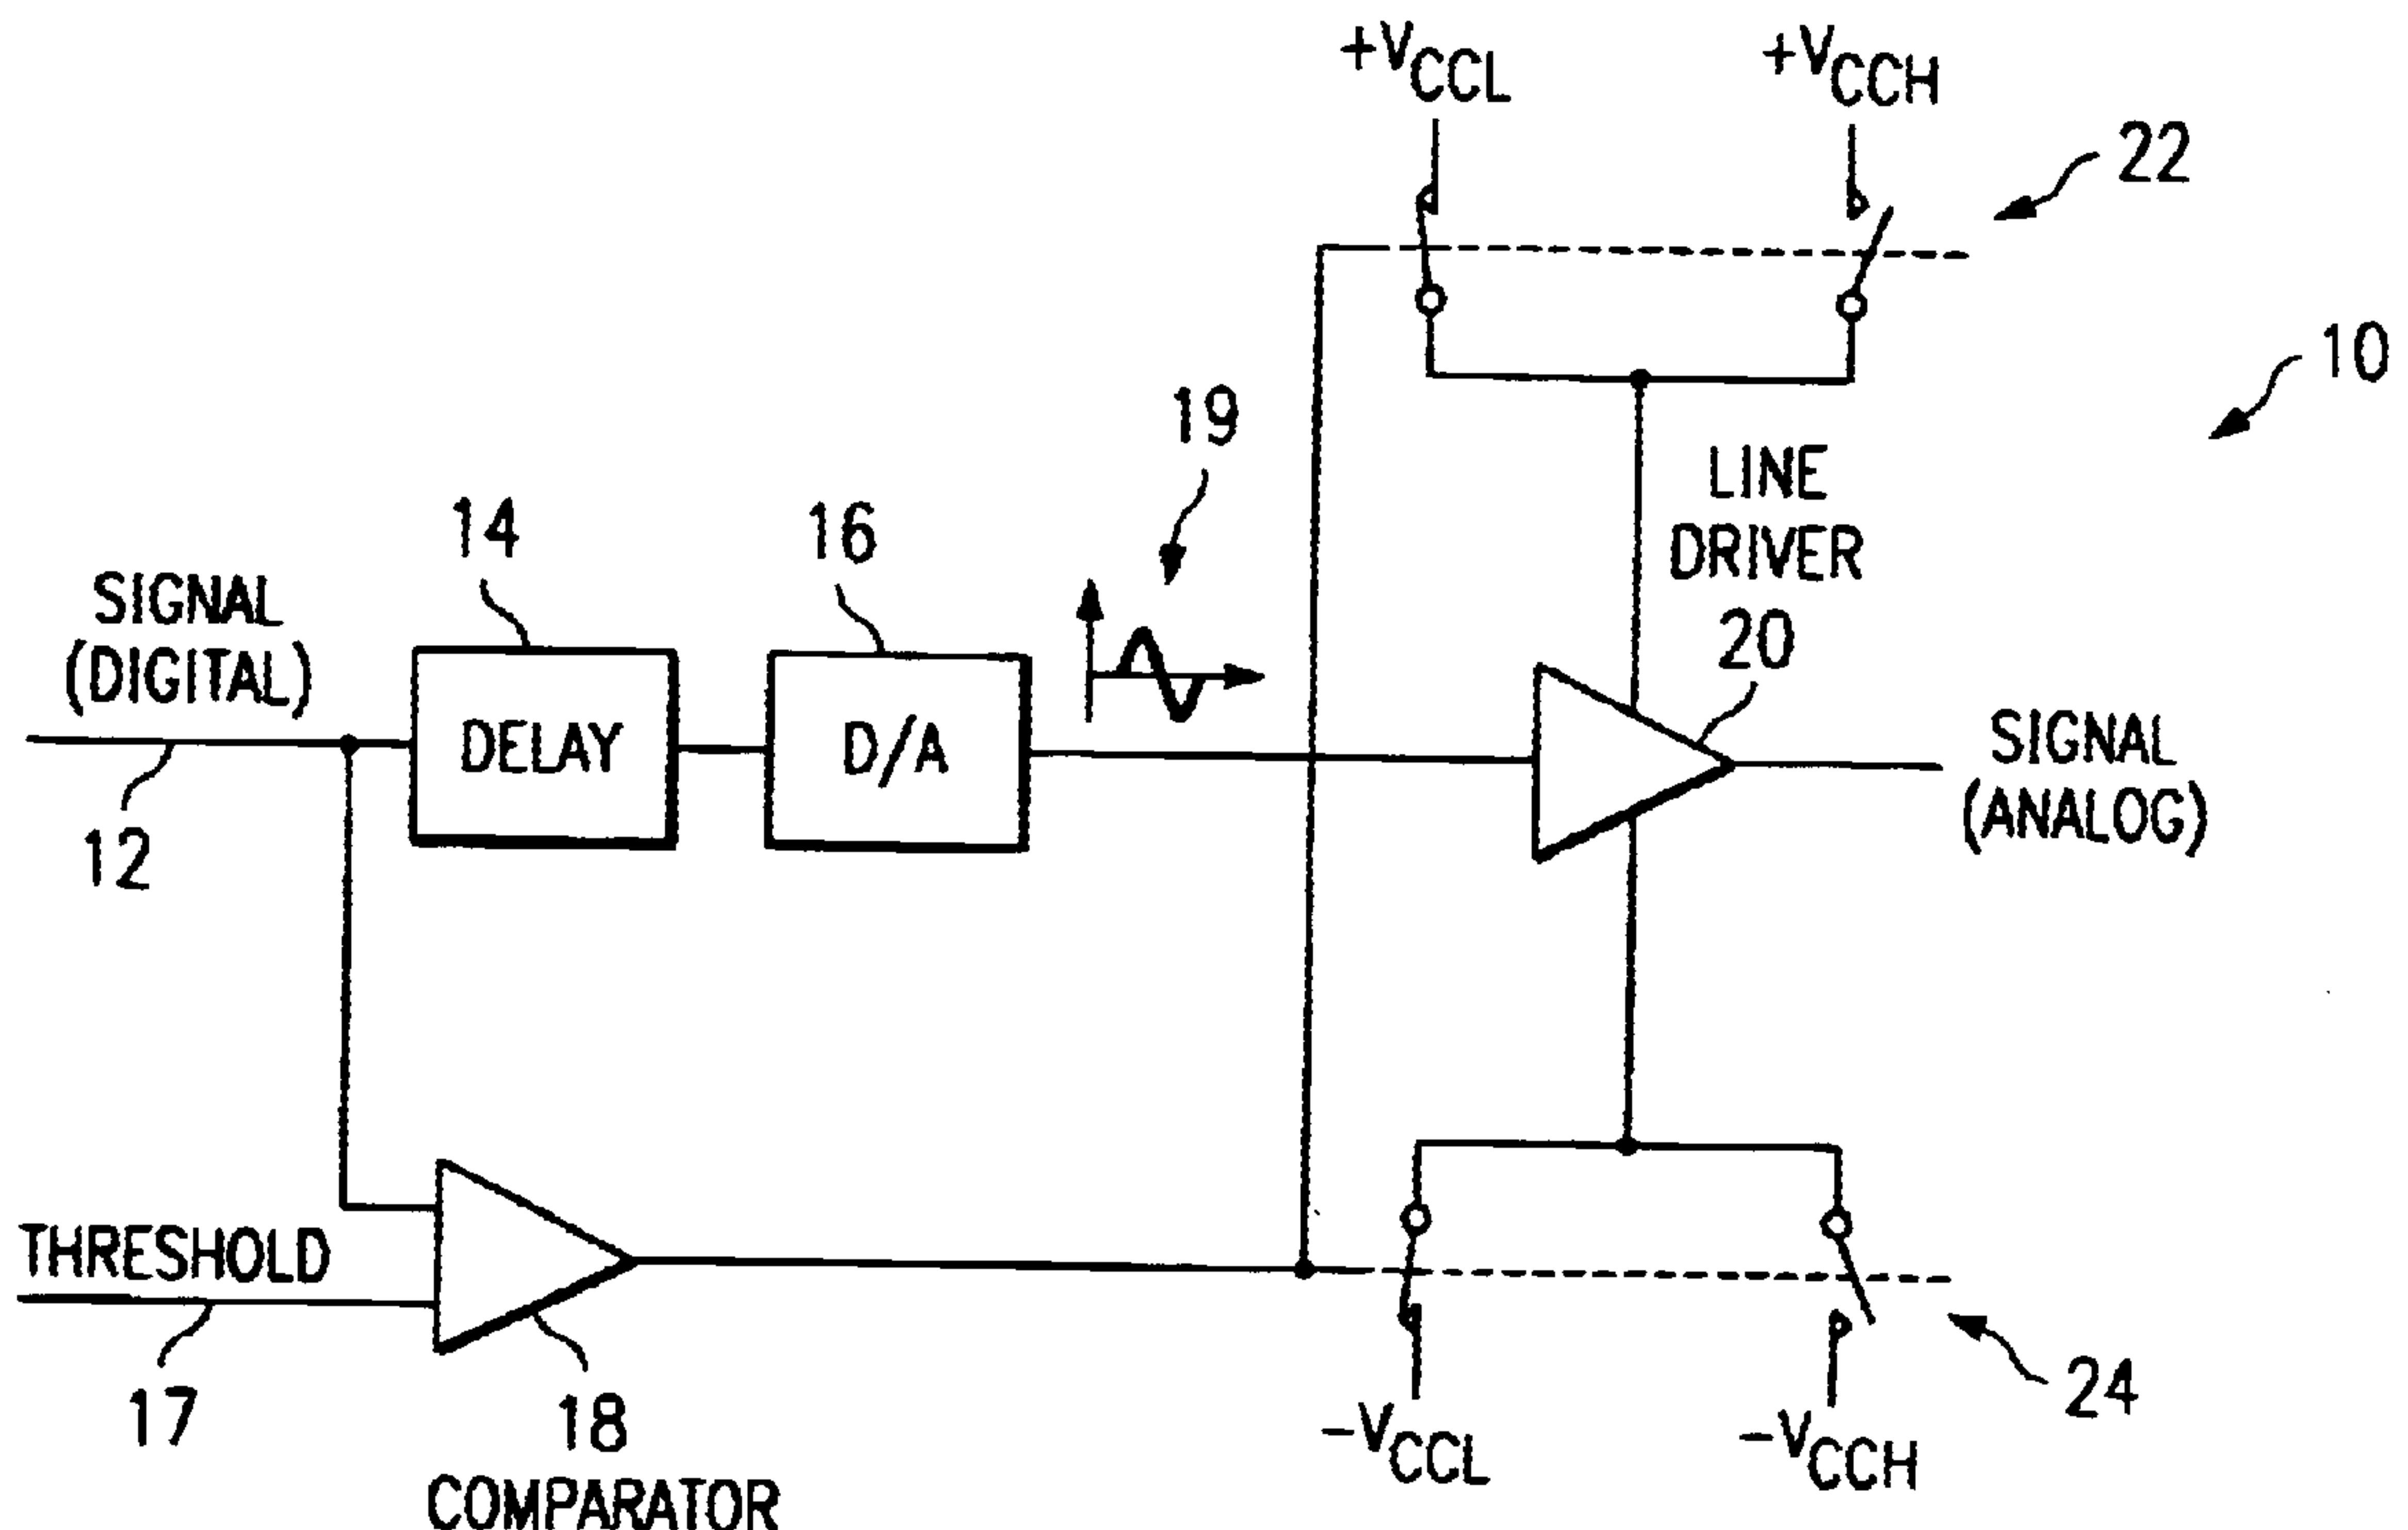 +VCCL
+VCCH
22
10
19
LINE
DRIVER
20
14
16
SIGNAL
(DIGITAL)
DELAY
D/A
SIGNAL
(ANALOG)
12
THRESHOLD
17
18
COMPARATOR
24
-VCCL
-VCCH